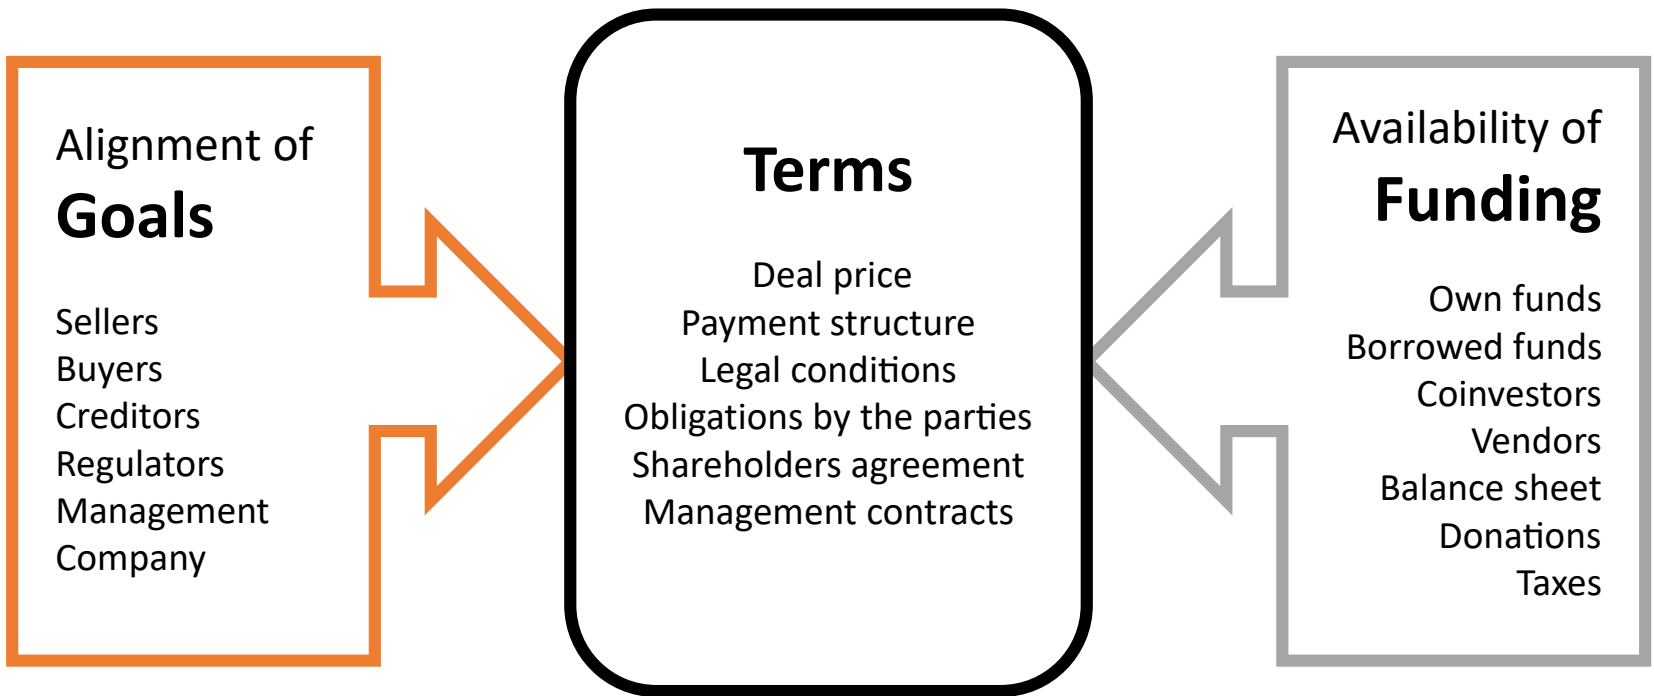 Alignment of
Goals
Sellers
Buyers
Creditors
Regulators
Management
Company
Terms
Deal price
Payment structure
Legal conditions
Obligations by the parties
Shareholders agreement
Management contracts
Availability of
Funding
Own funds
Borrowed funds
Coinvestors
Vendors
Balance sheet
Donations
Taxes